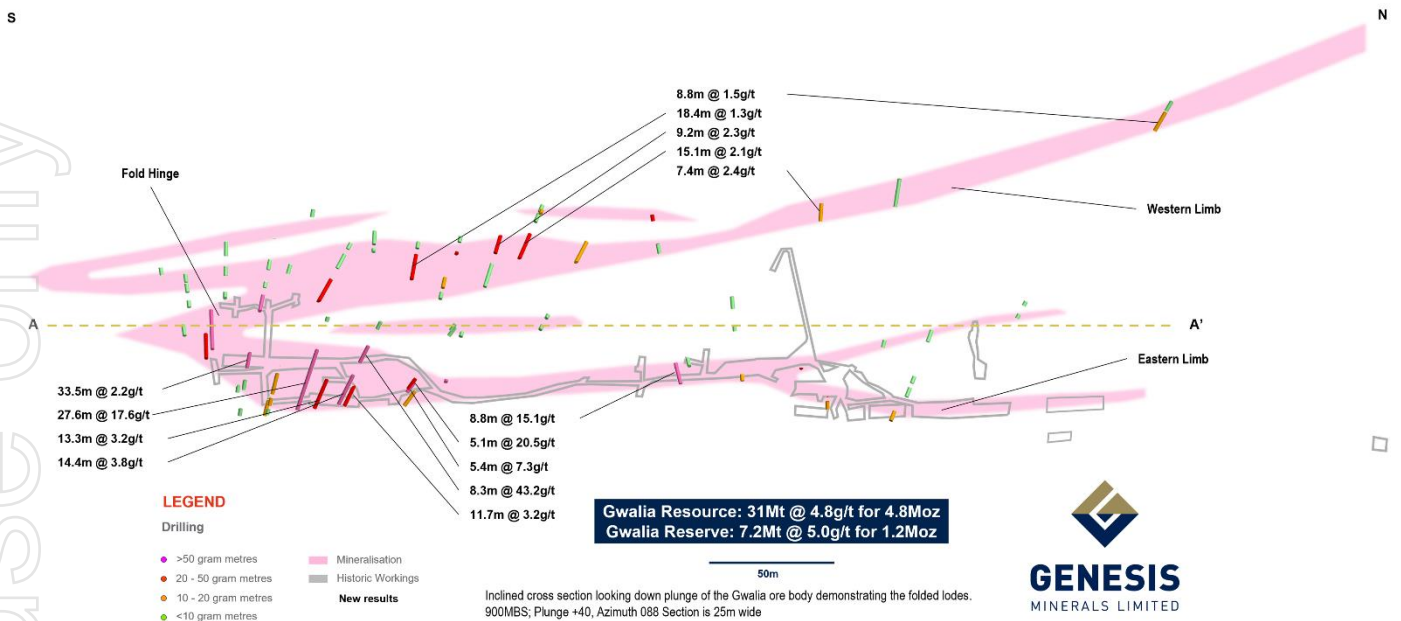 S
N
8.8m @ 1.5g/t
18.4m @ 1.3g/t
9.2m @ 2.3g/t
15.1m @ 2.1g/t
7.4m @ 2.4g/t
Fold Hinge
Western Limb
A
A'
Eastern Limb
33.5m @ 2.2g/t
27.6m @ 17.6g/t
13.3m @ 3.2g/t
14.4m @ 3.8g/t
8.8m @ 15.1g/t
5.1m @ 20.5g/t
5.4m @ 7.3g/t
8.3m @ 43.2g/t
11.7m @ 3.2g/t
LEGEND
Drilling
>50 gram metres
20 - 50 gram metres
10 - 20 gram metres
<10 gram metres
Mineralisation
Historic Workings
New results
Gwalia Resource: 31Mt @ 4.8g/t for 4.8Moz
Gwalia Reserve: 7.2Mt @ 5.0g/t for 1.2Moz
50m
Inclined cross section looking down plunge of the Gwalia ore body demonstrating the folded lodes.
900MBS; Plunge +40, Azimuth 088 Section is 25m wide
GENESIS
MINERALS LIMITED